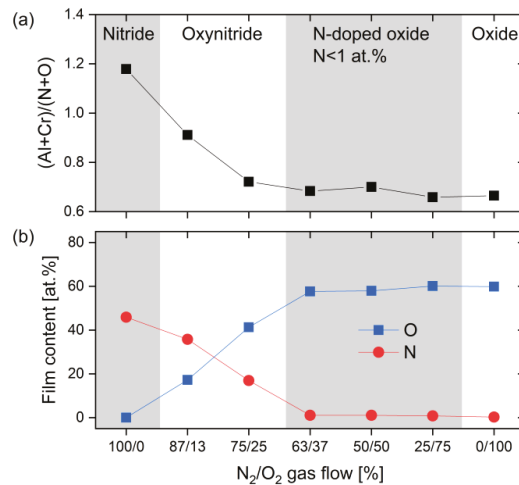 (a)
Nitride Oxynitride N-doped oxide Oxide
N<1 at.%
1.4
1.2
1.0
0.8
0.6
(Al+Cr)/(N+O)
(b)
80
60
40
20
0
Film content [at.%]
O
N
100/0 87/13 75/25 63/37 50/50 25/75 0/100
N₂/O₂ gas flow [%]